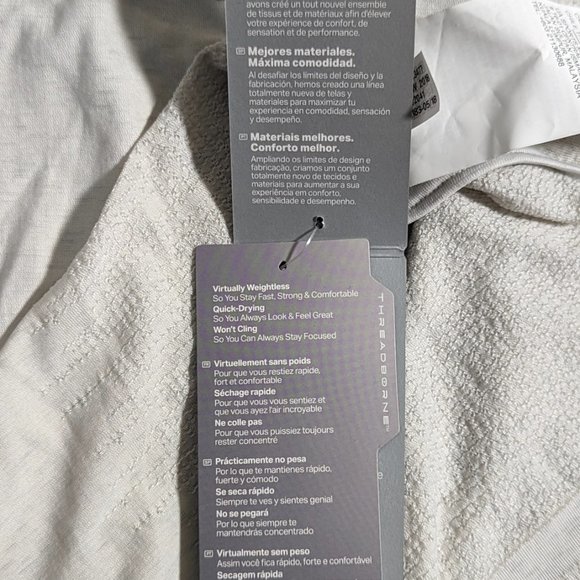 avons créé un tout nouvel ensemble
de tissus et de matériaux afin d'élever
votre expérience de confort, de
sensation et de performance.
SP Mejores materiales.
Máxima comodidad.
Al desafiar los límites del diseño y la
fabricación, hemos creado una línea
totalmente nueva de telas y
materiales para maximizar tu
experiencia en comodidad, sensación
y desempeño.
PT Materiais melhores.
Conforto melhor.
Ampliando os limites de design e
fabricação, criamos um conjunto
totalmente novo de tecidos e
materiais para aumentar a sua
experiência em conforto,
sensibilidade e desempenho.
Virtually Weightless
So You Stay Fast, Strong & Comfortable
Quick-Drying
So You Always Look & Feel Great
Won't Cling
So You Can Always Stay Focused
FR Virtuellement sans poids
Pour que vous restiez rapide,
fort et confortable
Séchage rapide
Pour que vous vous sentiez et
que vous ayez l'air incroyable
Ne colle pas
Pour que vous puissiez toujours
rester concentré
SP Prácticamente no pesa
Por lo que te mantienes rápido,
fuerte y cómodo
Se seca rápido
Siempre te ves y sientes genial
No se pegará
Por lo que siempre te
mantendrás concentrado
PT Virtualmente sem peso
Assim você fica rápido, forte e confortável
Secagem rápida
THREADBORNE
MALAYSIA